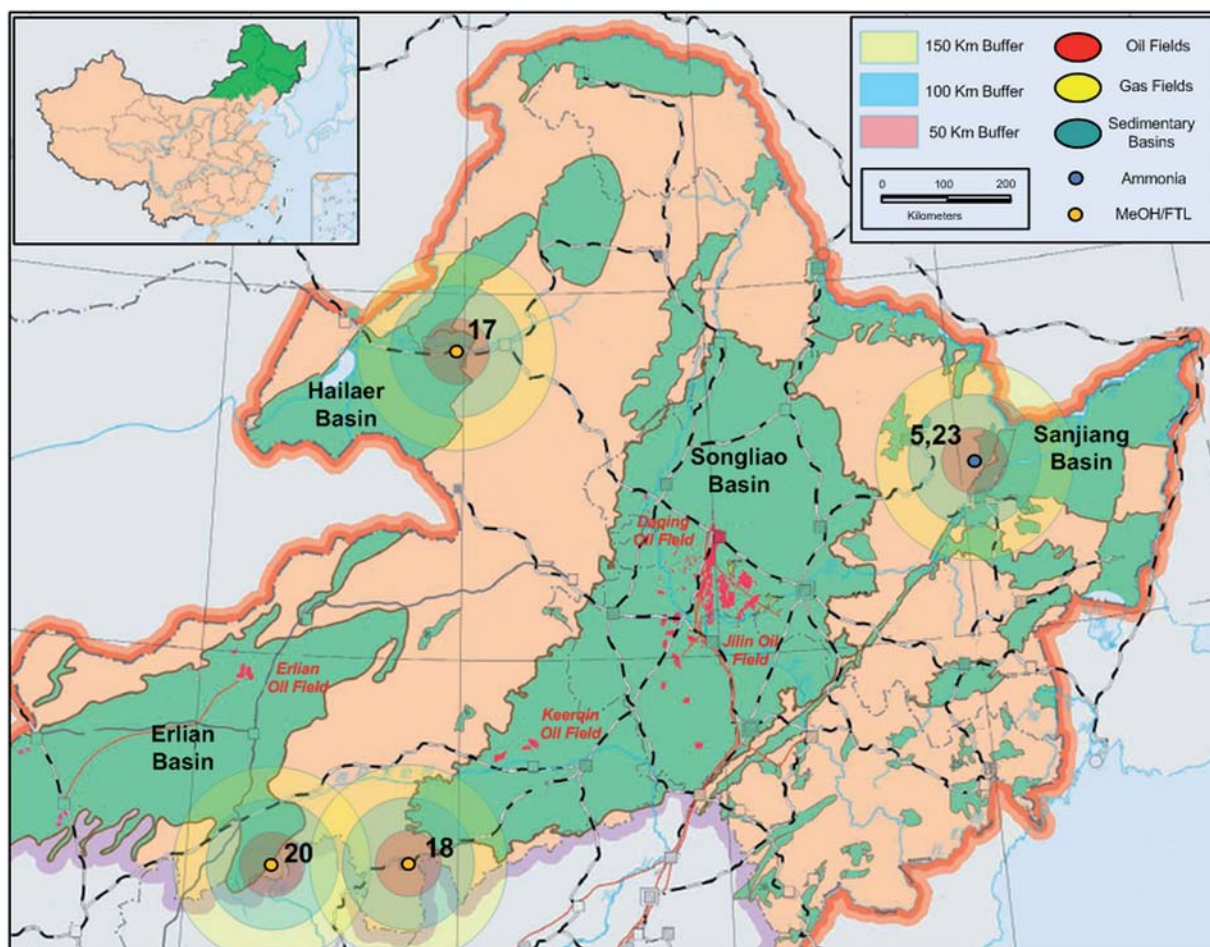 150 Km Buffer
100 Km Buffer
50 Km Buffer
0 100 200
Kilometers
Oil Fields
Gas Fields
Sedimentary
Basins
Ammonia
MeOH/FTL
17
Hailaer
Basin
5,23
Sanjiang
Basin
Songliao
Basin
Daqing
Oil Field
Jilin Oil
Field
Erlian
Oil Field
Keerqin
Oil Field
Erlian
Basin
20
18